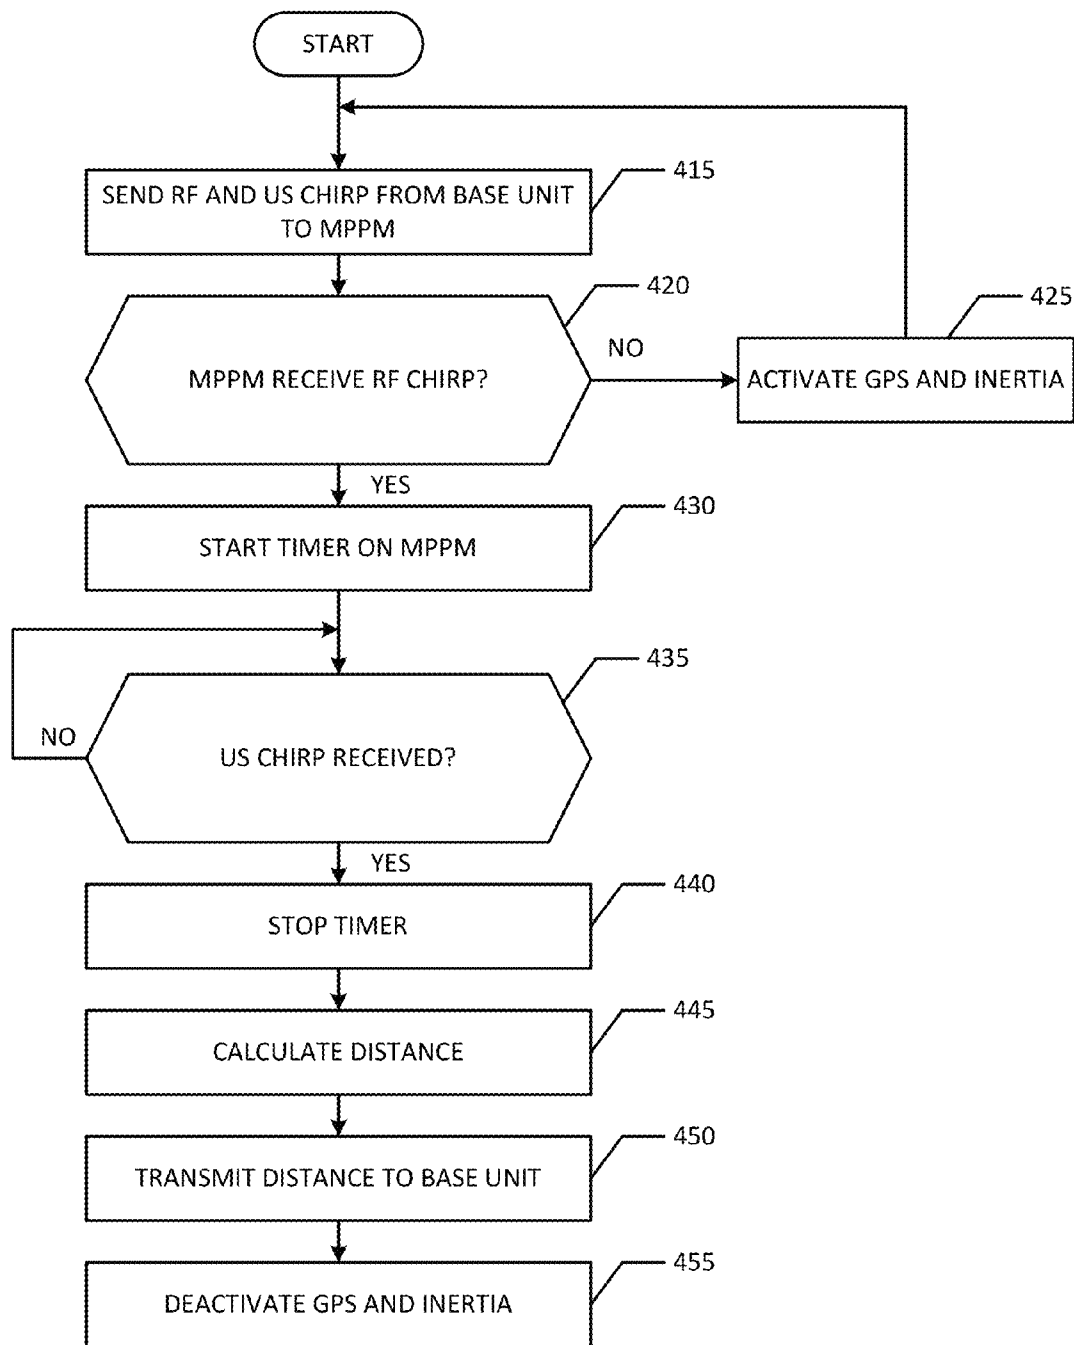 START
415
SEND RF AND US CHIRP FROM BASE UNIT
TO MPPM
420
425
NO
MPPM RECEIVE RF CHIRP?
ACTIVATE GPS AND INERTIA
YES
430
START TIMER ON MPPM
435
NO
US CHIRP RECEIVED?
YES
440
STOP TIMER
445
CALCULATE DISTANCE
450
TRANSMIT DISTANCE TO BASE UNIT
455
DEACTIVATE GPS AND INERTIA